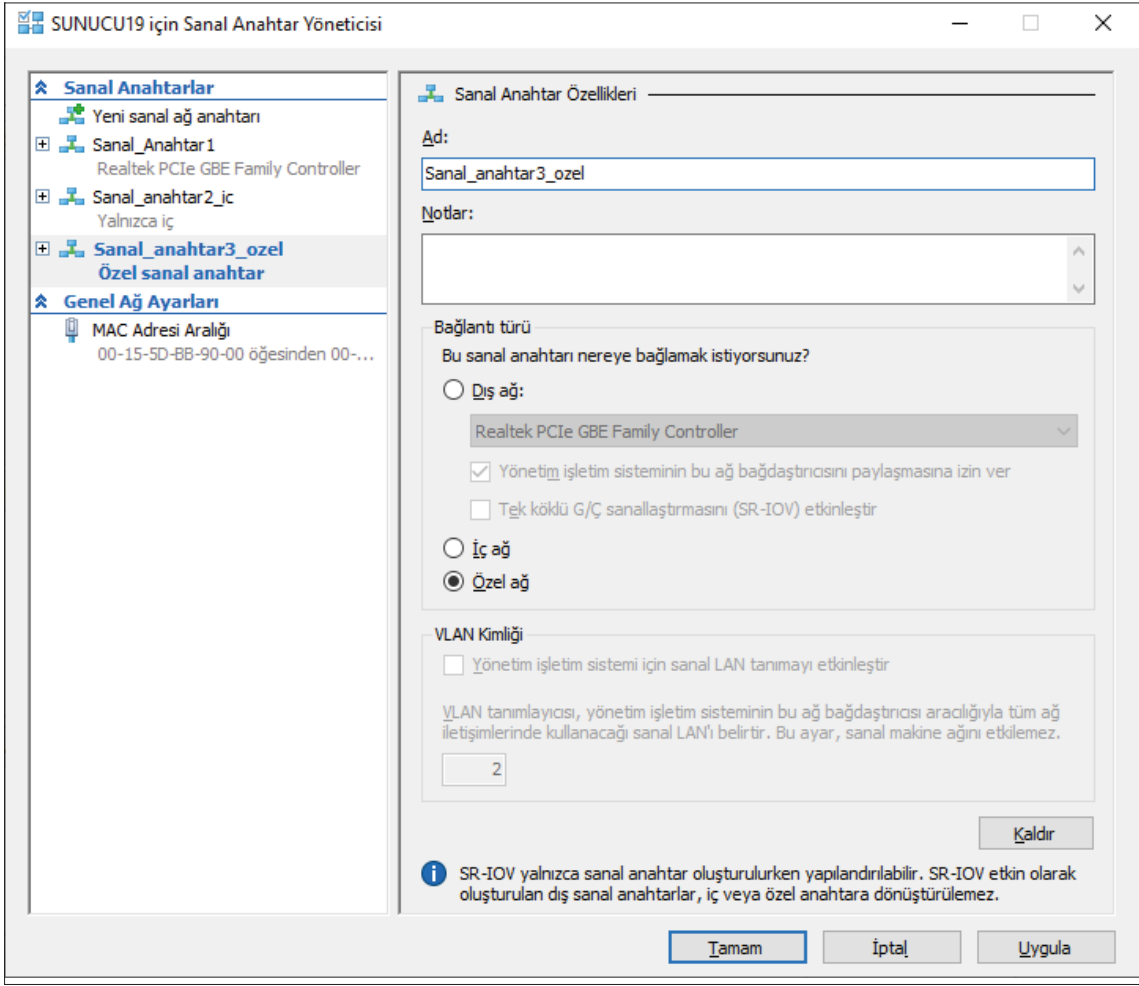 SUNUCU19 için Sanal Anahtar Yöneticisi
Sanal Anahtarlar
Yeni sanal ağ anahtarı
Sanal_Anahtar1
Realtek PCIe GBE Family Controller
Sanal_anahtar2_ic
Yalnızca iç
Sanal_anahtar3_ozel
Özel sanal anahtar
Genel Ağ Ayarları
MAC Adresi Aralığı
00-15-5D-BB-90-00 öğesinden 00-...
Sanal Anahtar Özellikleri
Ad:
Sanal_anahtar3_ozel
Notlar:
Bağlantı türü
Bu sanal anahtarı nereye bağlamak istiyorsunuz?
Dış ağ:
Realtek PCIe GBE Family Controller
Yönetim işletim sisteminin bu ağ bağdaştırıcısını paylaşmasına izin ver
Tek köklü G/Ç sanallaştırmasını (SR-IOV) etkinleştir
İç ağ
Özel ağ
VLAN Kimliği
Yönetim işletim sistemi için sanal LAN tanımayı etkinleştir
VLAN tanımlayıcısı, yönetim işletim sisteminin bu ağ bağdaştırıcısı aracılığıyla tüm ağ
iletişimlerinde kullanacağı sanal LAN'ı belirtir. Bu ayar, sanal makine ağını etkilemez.
2
Kaldır
SR-IOV yalnızca sanal anahtar oluşturulurken yapılandırılabilir. SR-IOV etkin olarak
oluşturulan dış sanal anahtarlar, iç veya özel anahtara dönüştürülemez.
Tamam
İptal
Uygula